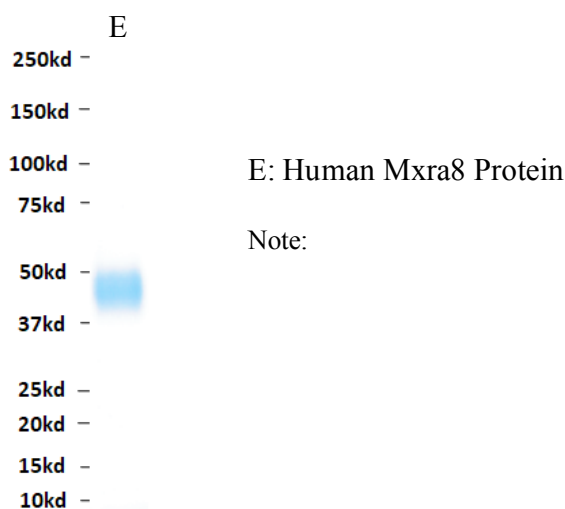 E
250kd
150kd
100kd
E: Human Mxra8 Protein
75kd
Note:
50kd
37kd
25kd
20kd
15kd
10kd